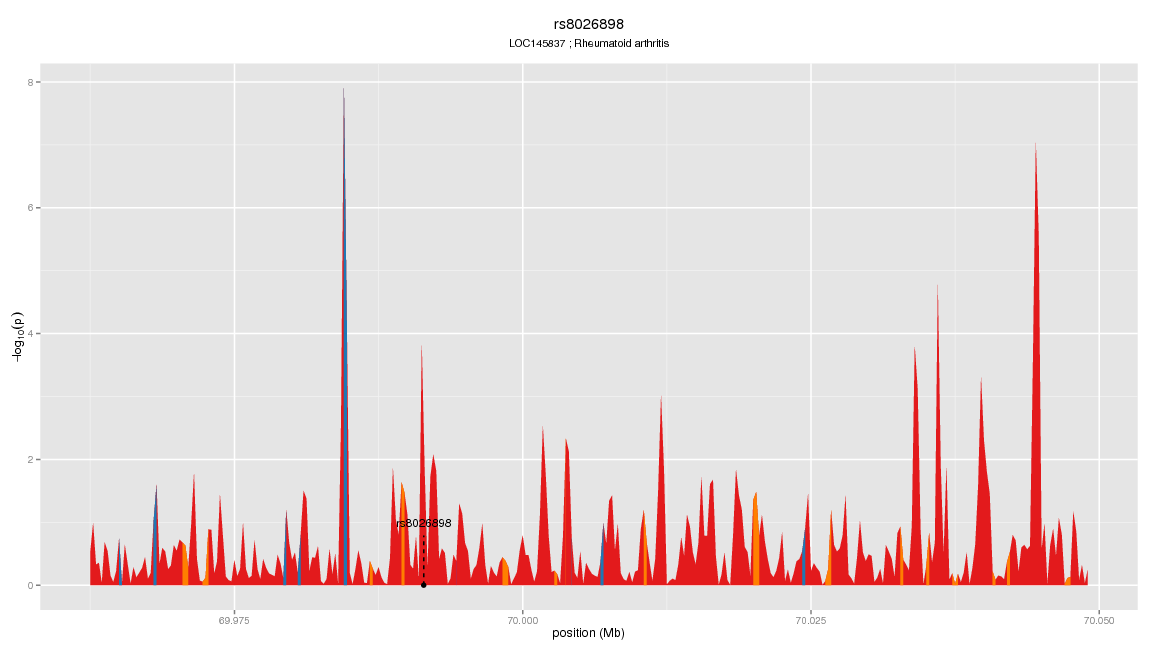 rs8026898
LOC145837 ; Rheumatoid arthritis
8
6
4
2
0
−log10(p)
rs8026898
69.975
70.000
70.025
70.050
position (Mb)